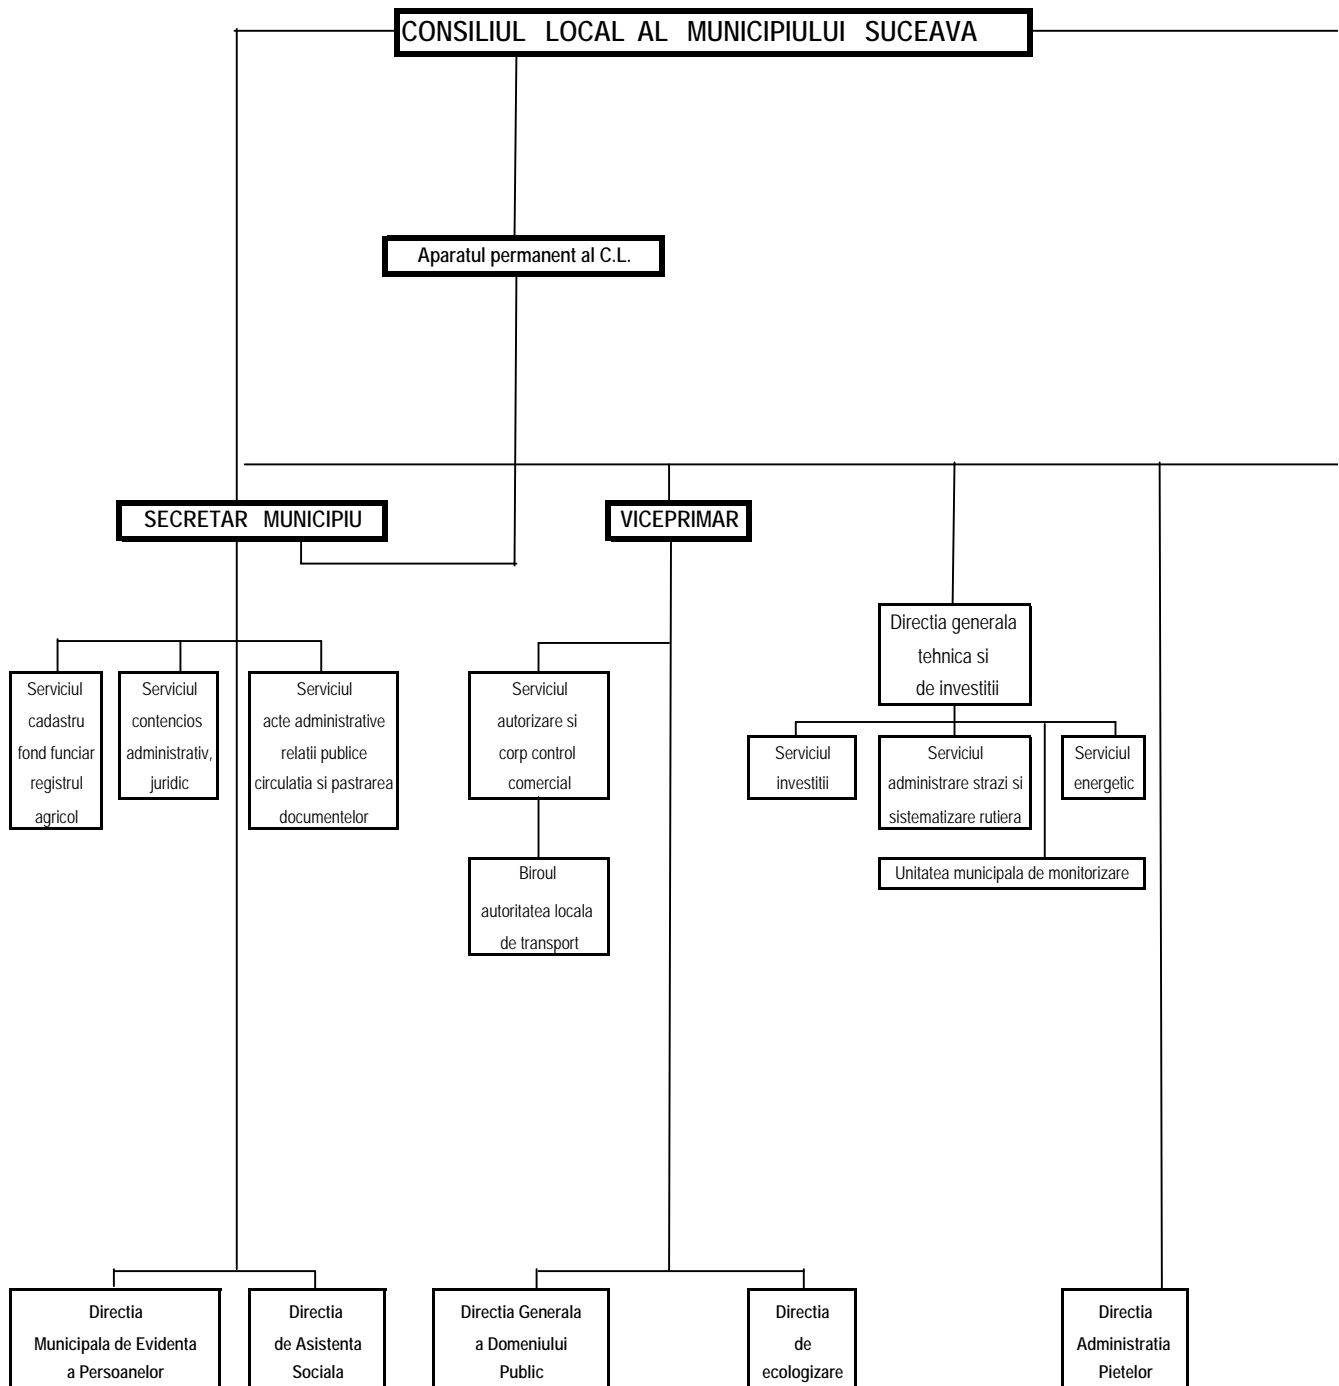 CONSILIUL LOCAL AL MUNICIPIULUI SUCEAVA
Aparatul permanent al C.L.
SECRETAR MUNICIPIU
VICEPRIMAR
Directia generala
tehnica si
de investitii
Serviciul
cadastru
fond funciar
registrul
agricol
Serviciul
contencios
administrativ,
juridic
Serviciul
acte administrative
relatii publice
circulatia si pastrarea
documentelor
Serviciul
autorizare si
corp control
comercial
Serviciul
investitii
Serviciul
administrare strazi si
sistematizare rutiera
Serviciul
energetic
Biroul
autoritatea locala
de transport
Unitatea municipala de monitorizare
Directia
Municipala de Evidenta
a Persoanelor
Directia
de Asistenta
Sociala
Directia Generala
a Domeniului
Public
Directia
de
ecologizare
Directia
Administratia
Pietelor